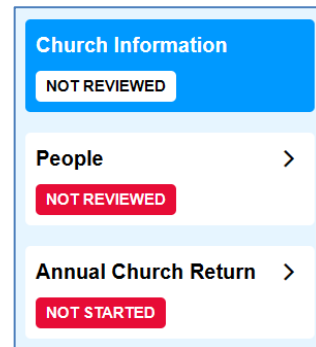 Church Information
NOT REVIEWED
People
NOT REVIEWED
Annual Church Return
NOT STARTED